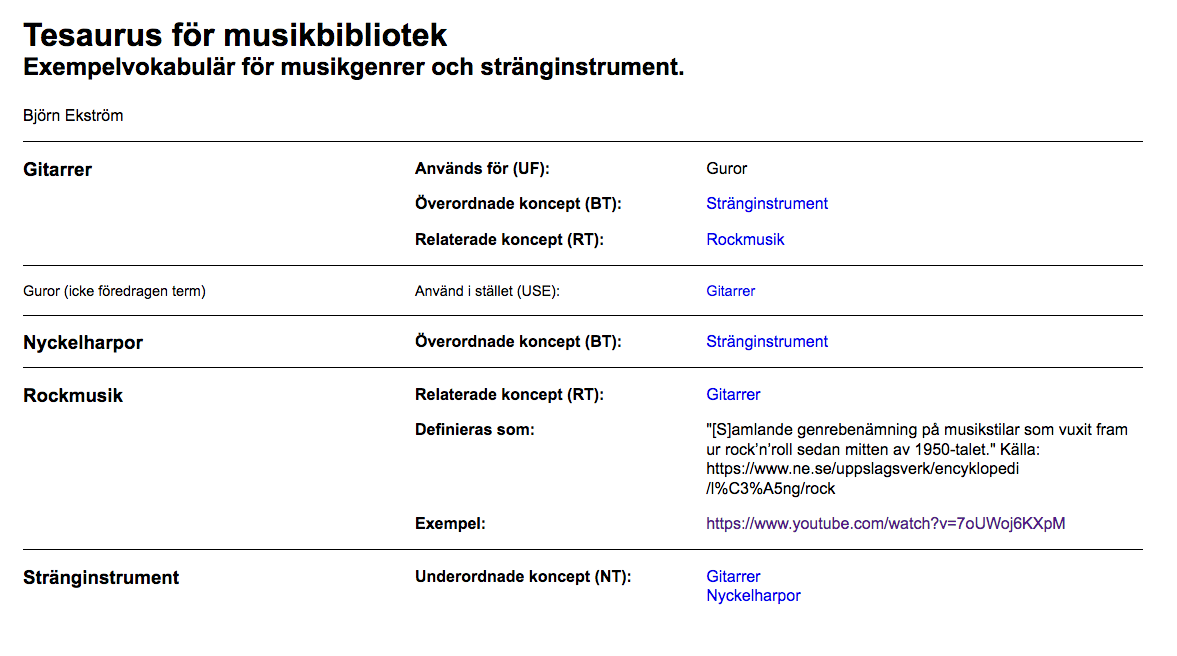 Tesaurus för musikbibliotek
Exempelvokabulär för musikgenrer och stränginstrument.
Björn Ekström
Gitarrer Används för (UF): Guror
Överordnade koncept (BT): Stränginstrument
Relaterade koncept (RT): Rockmusik
Guror (icke föredragen term) Använd i stället (USE): Gitarrer
Nyckelharpor Överordnade koncept (BT): Stränginstrument
Rockmusik Relaterade koncept (RT): Gitarrer
Definieras som: "[S]amlande genrebenämning på musikstilar som vuxit fram
ur rock’n’roll sedan mitten av 1950-talet." Källa:
https://www.ne.se/uppslagsverk/encyklopedi
/l%C3%A5ng/rock
Exempel: https://www.youtube.com/watch?v=7oUWoj6KXpM
Stränginstrument Underordnade koncept (NT): Gitarrer
Nyckelharpor